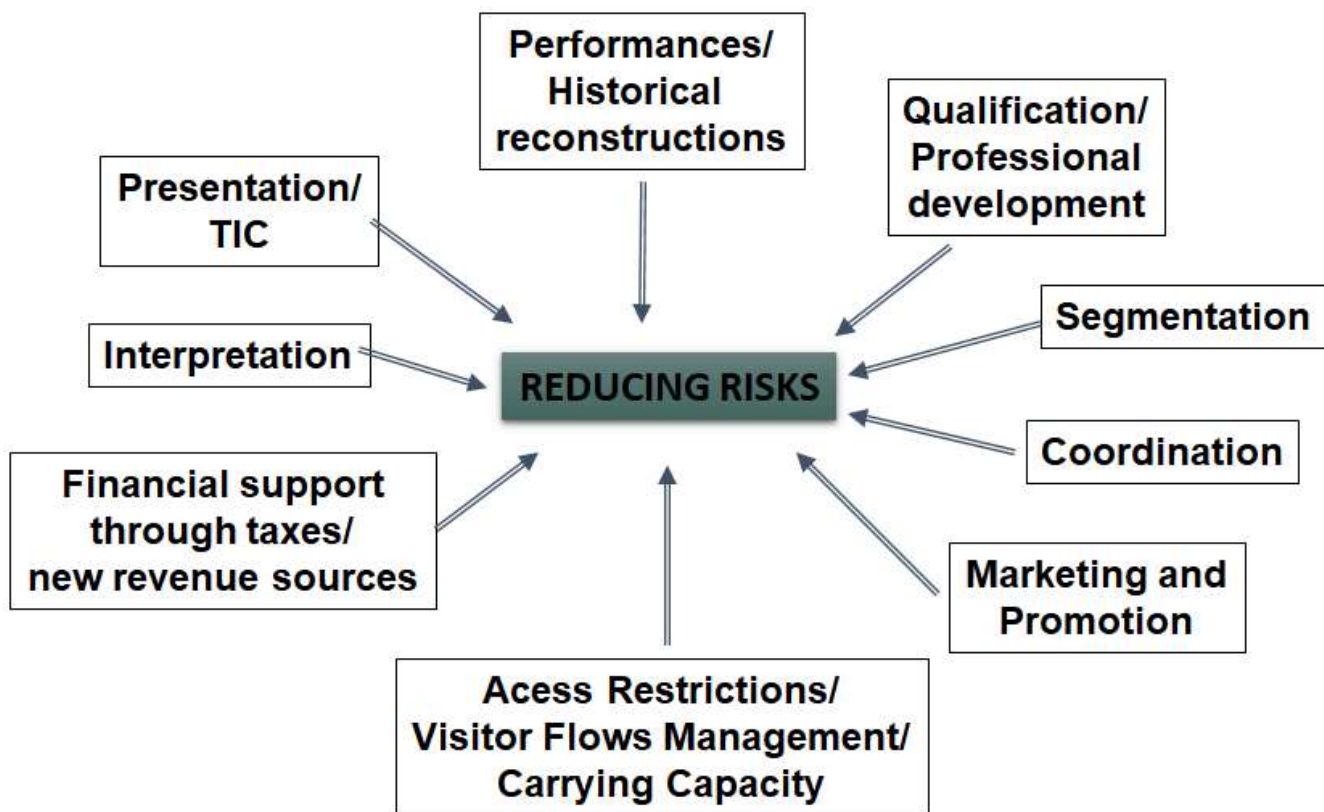 Performances/
Historical
reconstructions
Qualification/
Professional
development
Presentation/
TIC
Segmentation
Interpretation
REDUCING RISKS
Coordination
Financial support
through taxes/
new revenue sources
Marketing and
Promotion
Acess Restrictions/
Visitor Flows Management/
Carrying Capacity